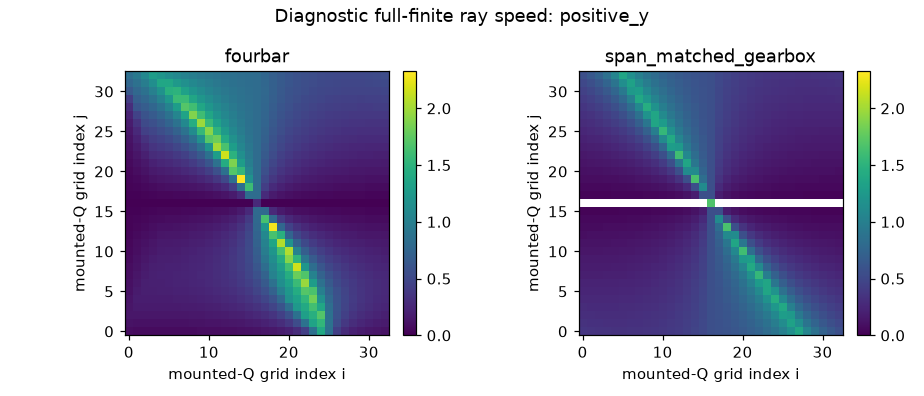 Diagnostic full-finite ray speed: positive_y
fourbar
span_matched_gearbox
mounted-Q grid index j
30
25
20
15
10
5
0
0 10 20 30
mounted-Q grid index i
2.0
1.5
1.0
0.5
0.0
mounted-Q grid index j
30
25
20
15
10
5
0
0 10 20 30
mounted-Q grid index i
2.0
1.5
1.0
0.5
0.0